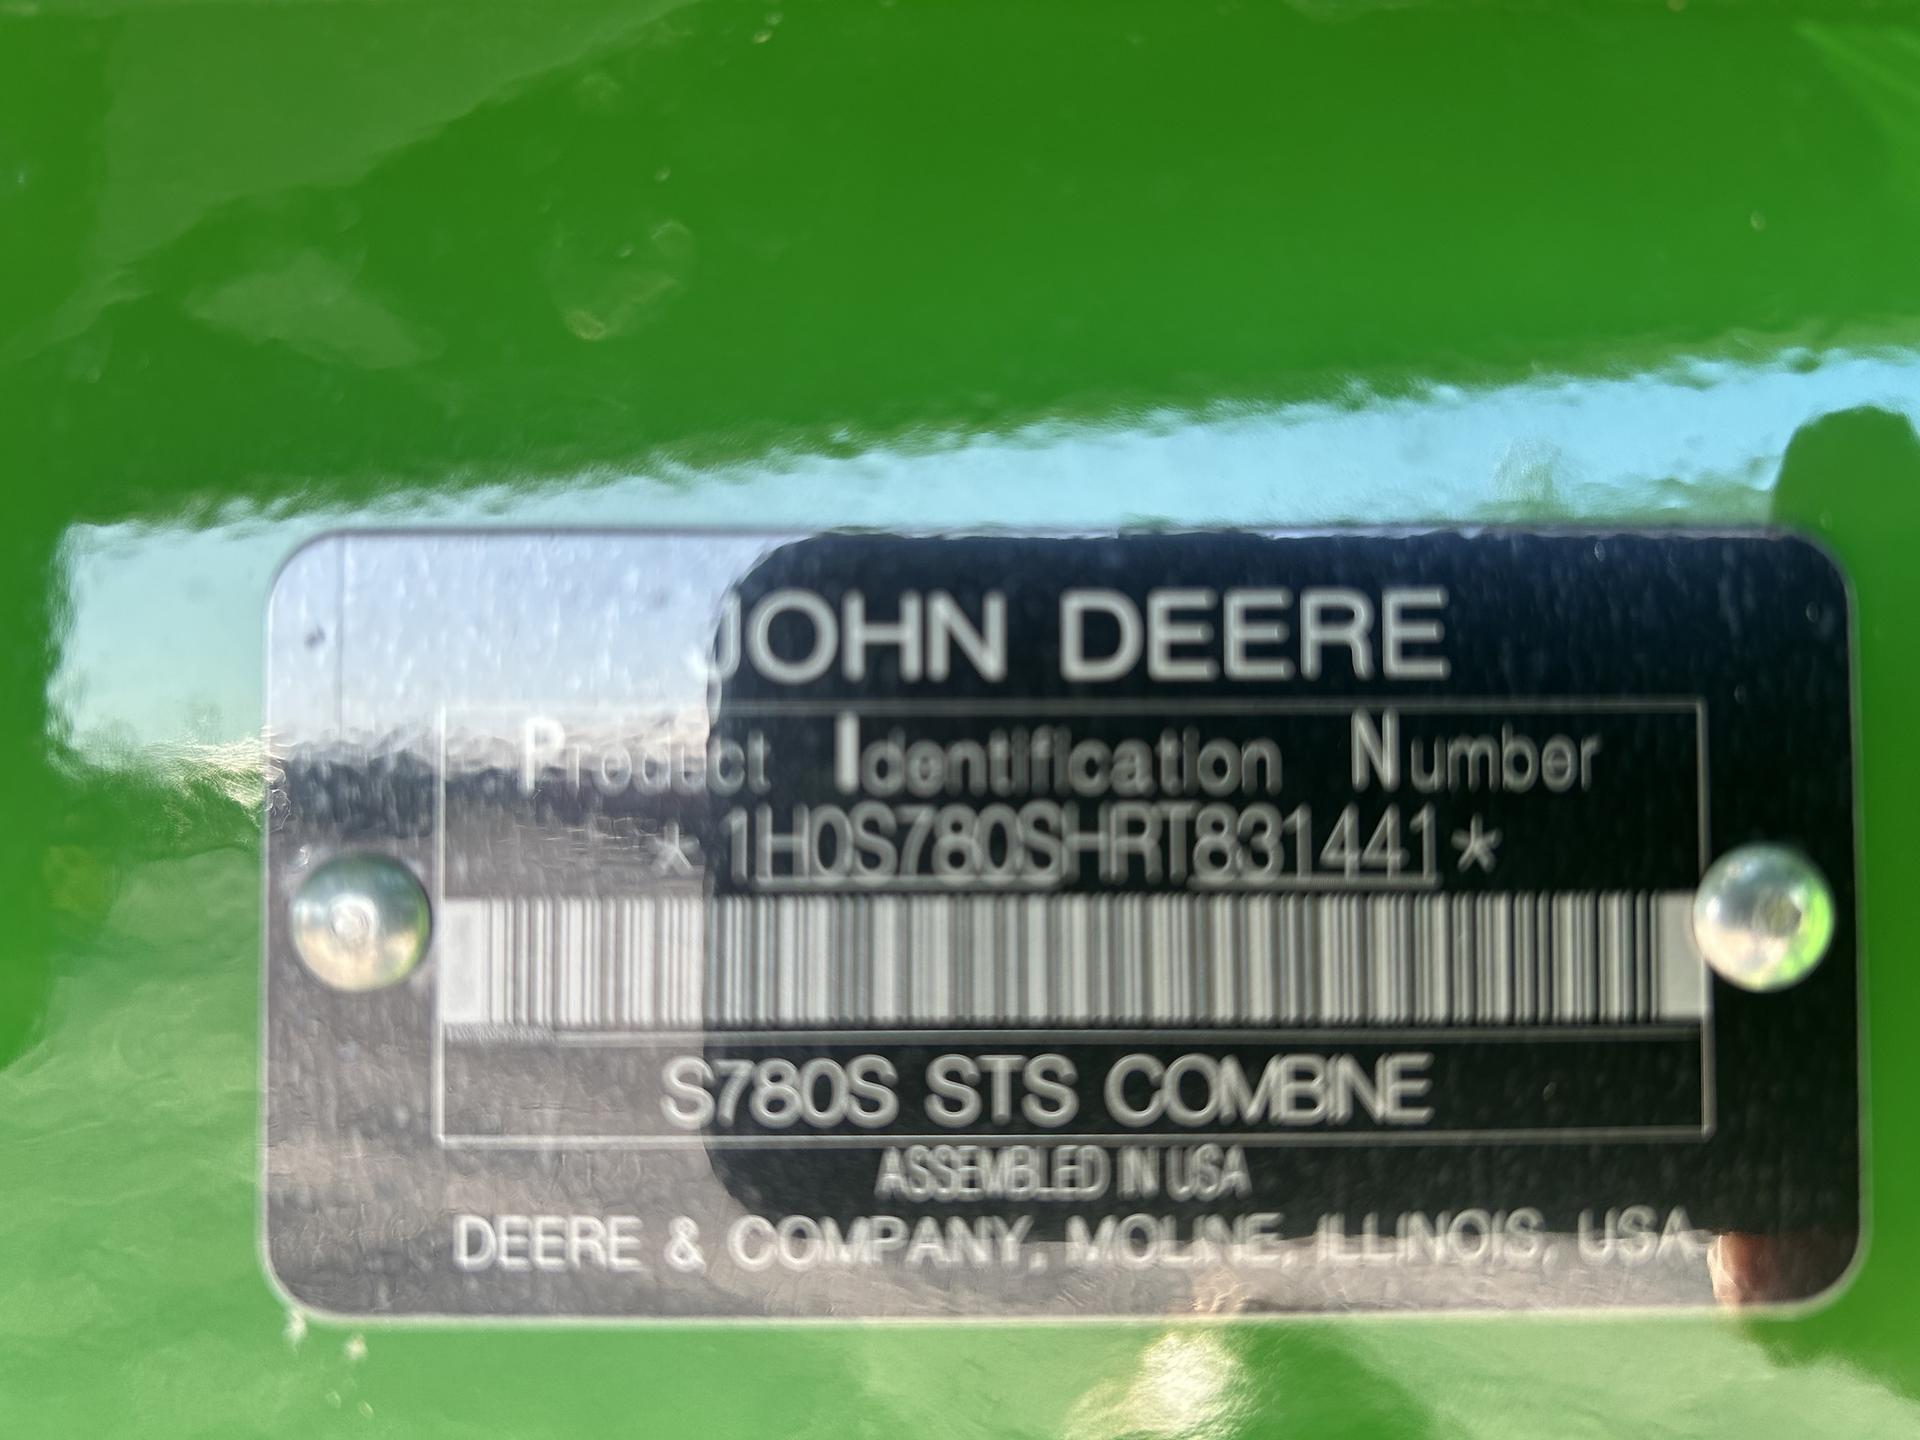 JOHN DEERE
Product Identification Number
* 1H0S780SHRT831441 *
S780S STS COMBINE
ASSEMBLED IN USA
DEERE & COMPANY, MOLINE, ILLINOIS, USA